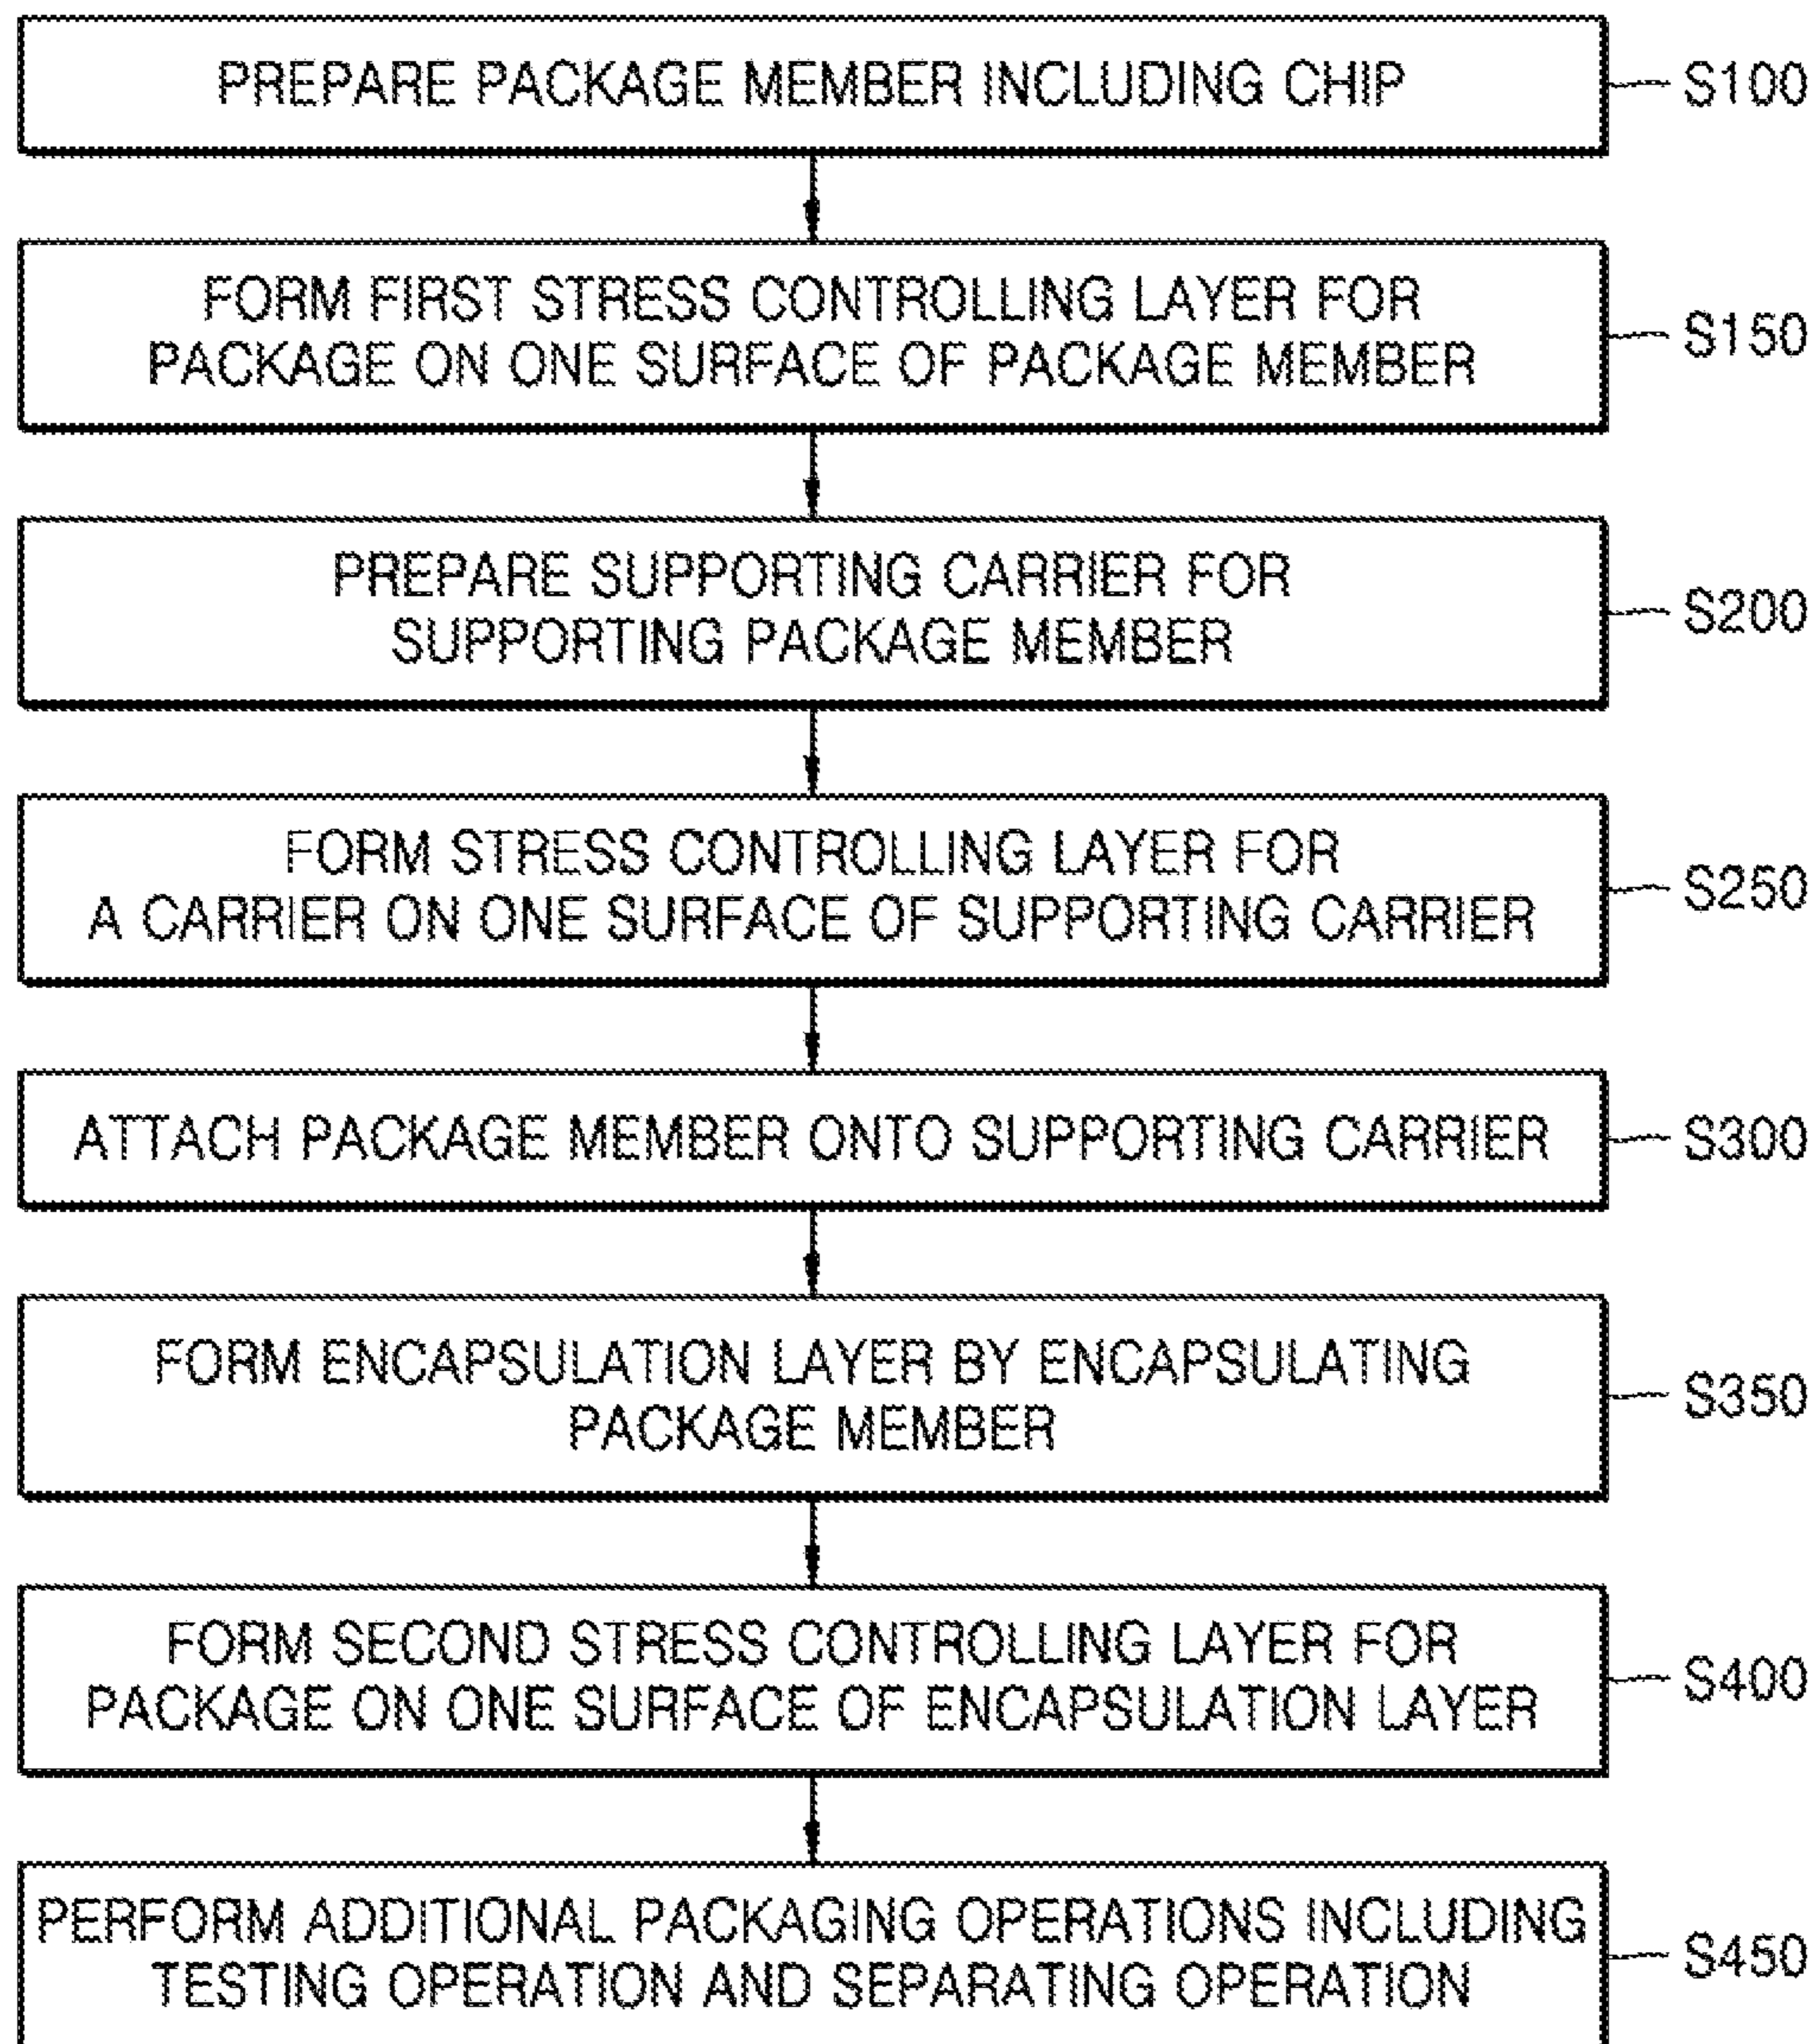 PREPARE PACKAGE MEMBER INCLUDING CHIP
S100
FORM FIRST STRESS CONTROLLING LAYER FOR
PACKAGE ON ONE SURFACE OF PACKAGE MEMBER
S150
PREPARE SUPPORTING CARRIER FOR
SUPPORTING PACKAGE MEMBER
S200
FORM STRESS CONTROLLING LAYER FOR
A CARRIER ON ONE SURFACE OF SUPPORTING CARRIER
S250
ATTACH PACKAGE MEMBER ONTO SUPPORTING CARRIER
S300
FORM ENCAPSULATION LAYER BY ENCAPSULATING
PACKAGE MEMBER
S350
FORM SECOND STRESS CONTROLLING LAYER FOR
PACKAGE ON ONE SURFACE OF ENCAPSULATION LAYER
S400
PERFORM ADDITIONAL PACKAGING OPERATIONS INCLUDING
TESTING OPERATION AND SEPARATING OPERATION
S450